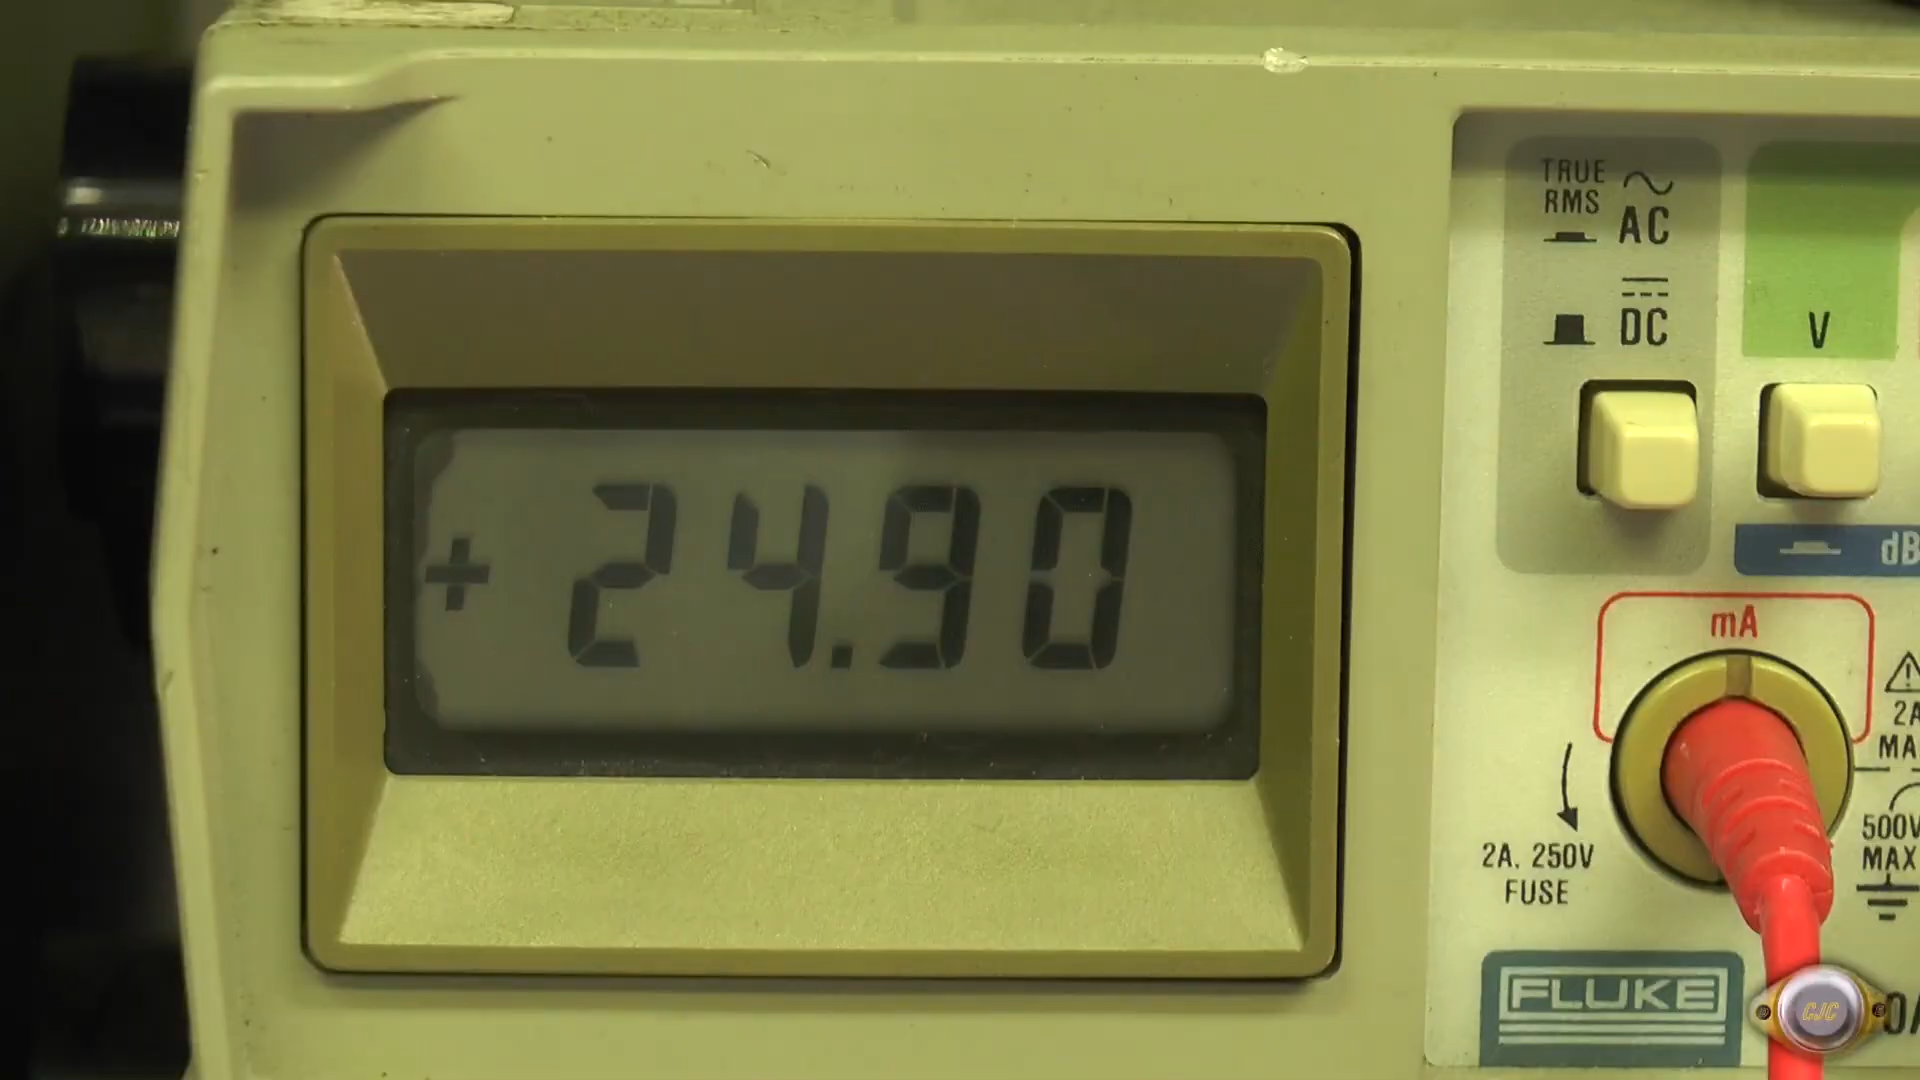 +24.90
TRUE RMS AC
DC
V
dB
mA
2A
MA
500V
MAX
2A, 250V
FUSE
FLUKE
CJC